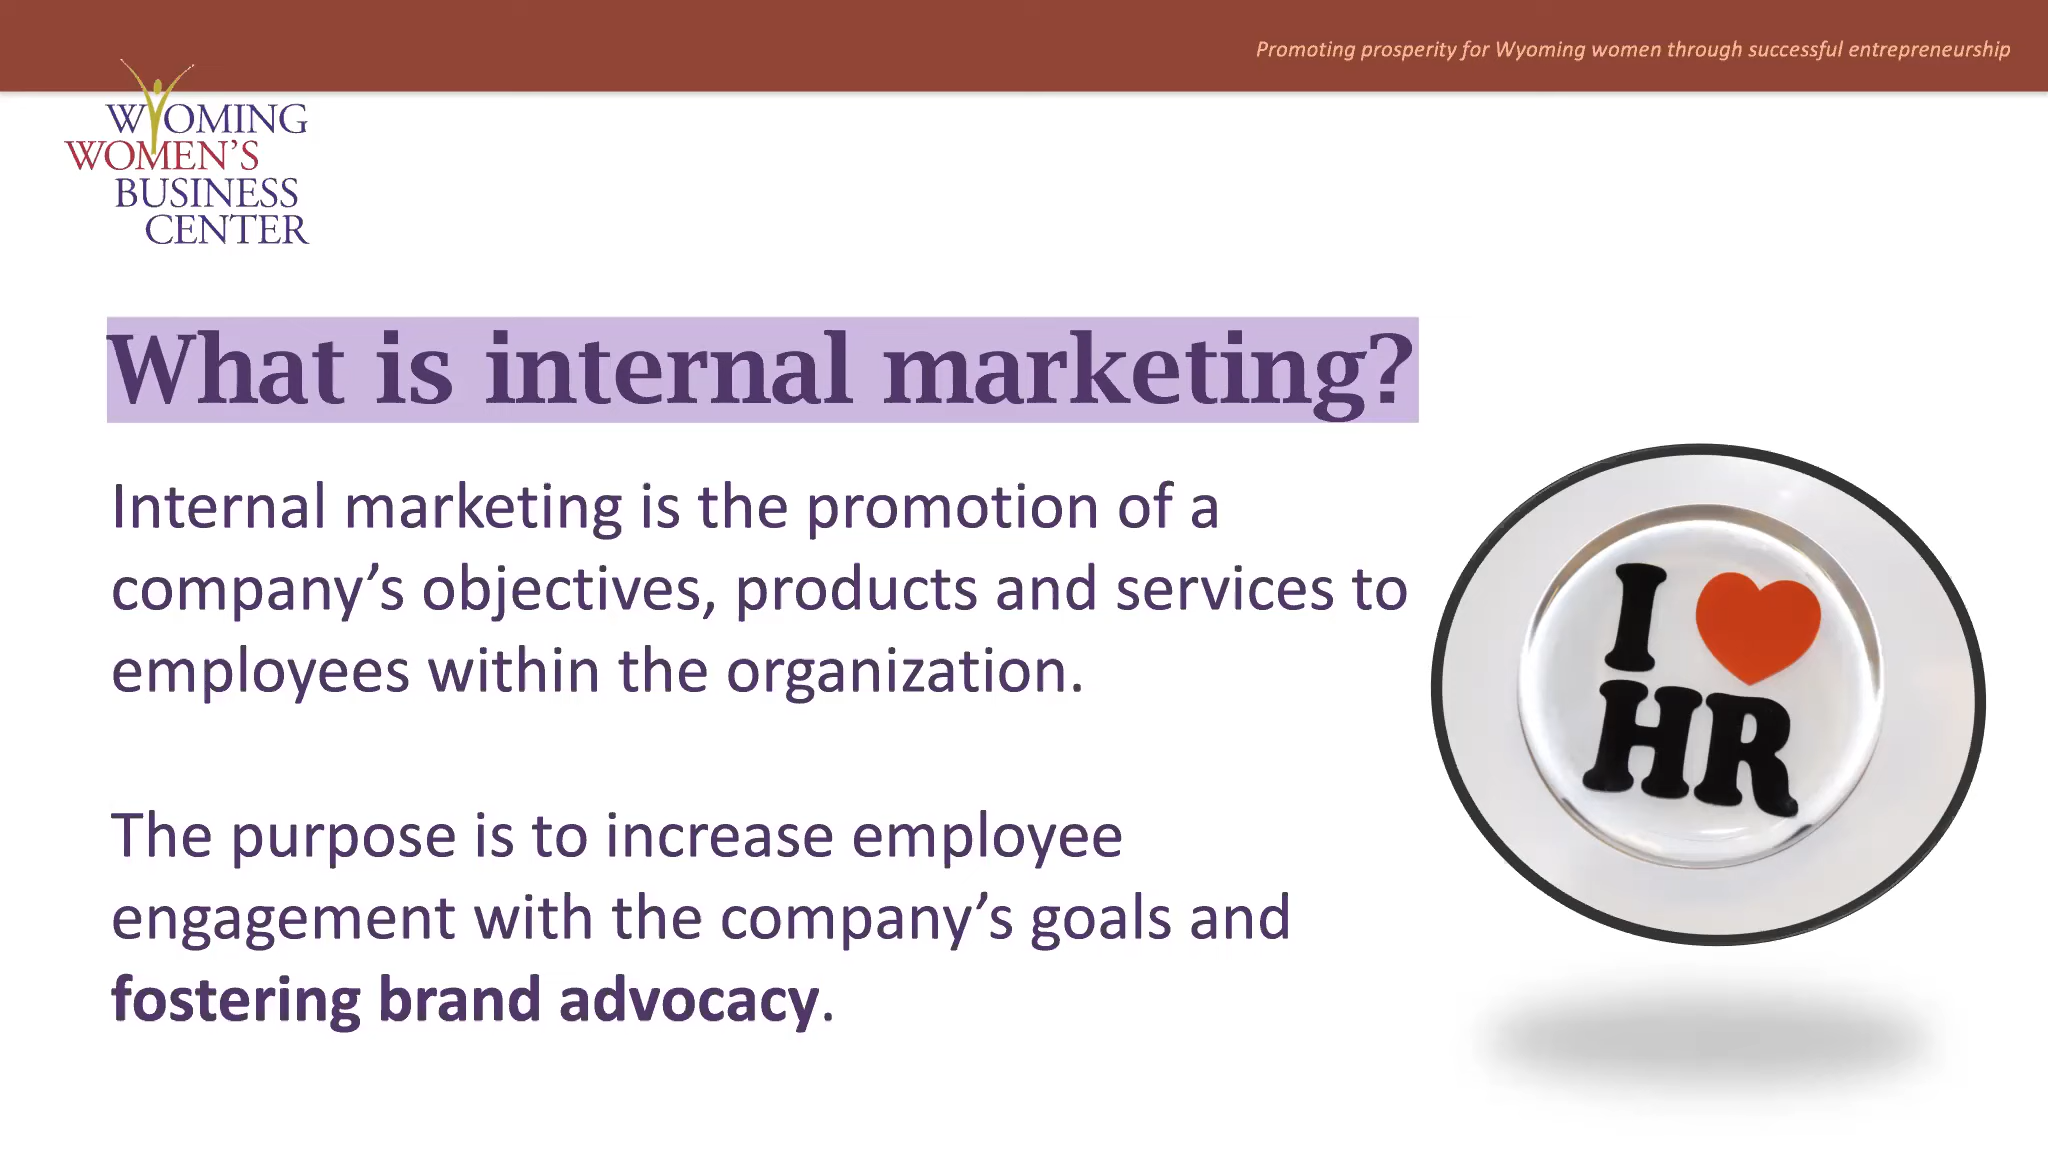 Promoting prosperity for Wyoming women through successful entrepreneurship
WYOMING
WOMEN'S
BUSINESS
CENTER
What is internal marketing?
Internal marketing is the promotion of a
company’s objectives, products and services to
employees within the organization.
The purpose is to increase employee
engagement with the company’s goals and
fostering brand advocacy.
I
HR